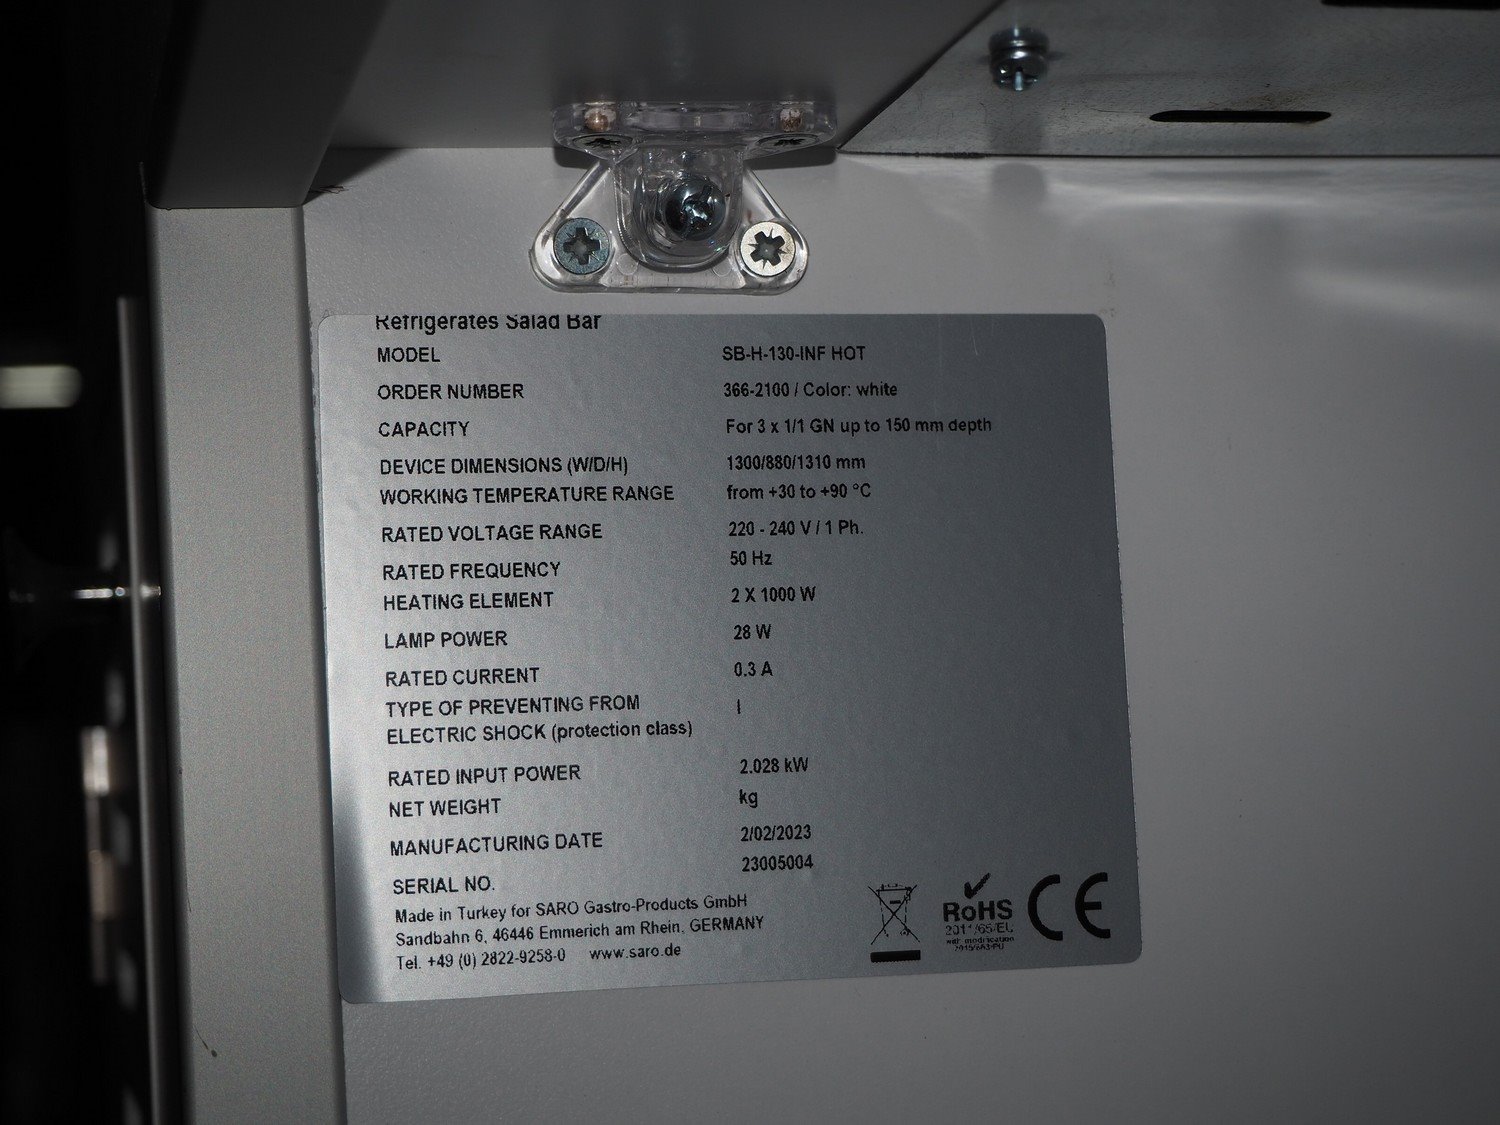 Refrigerates Salad Bar
MODEL SB-H-130-INF HOT
ORDER NUMBER 366-2100 / Color: white
CAPACITY For 3 x 1/1 GN up to 150 mm depth
DEVICE DIMENSIONS (W/D/H) 1300/880/1310 mm
WORKING TEMPERATURE RANGE from +30 to +90 °C
RATED VOLTAGE RANGE 220 - 240 V / 1 Ph.
RATED FREQUENCY 50 Hz
HEATING ELEMENT 2 X 1000 W
LAMP POWER 28 W
RATED CURRENT 0.3 A
TYPE OF PREVENTING FROM I
ELECTRIC SHOCK (protection class)
RATED INPUT POWER 2.028 kW
NET WEIGHT kg
MANUFACTURING DATE 2/02/2023
SERIAL NO. 23005004
Made in Turkey for SARO Gastro-Products GmbH
Sandbahn 6, 46446 Emmerich am Rhein, GERMANY
Tel. +49 (0) 2822-9258-0 www.saro.de
RoHS
2011/65/EU
with modification
CE